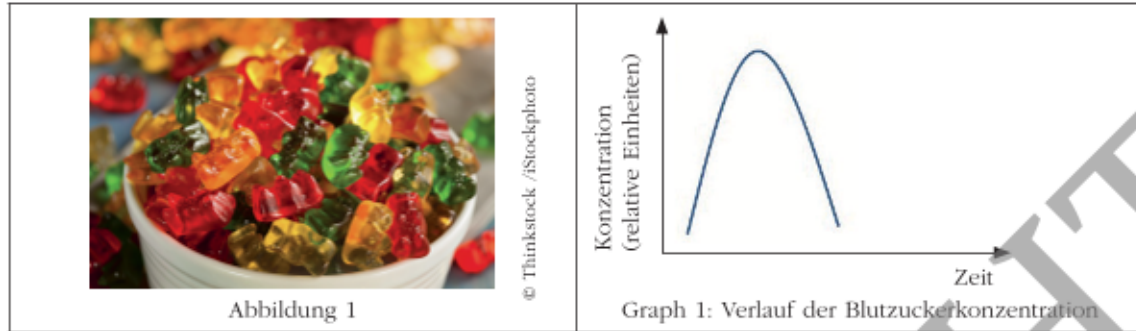 © Thinkstock /iStockphoto
Abbildung 1
Konzentration
(relative Einheiten)
Zeit
Graph 1: Verlauf der Blutzuckerkonzentration